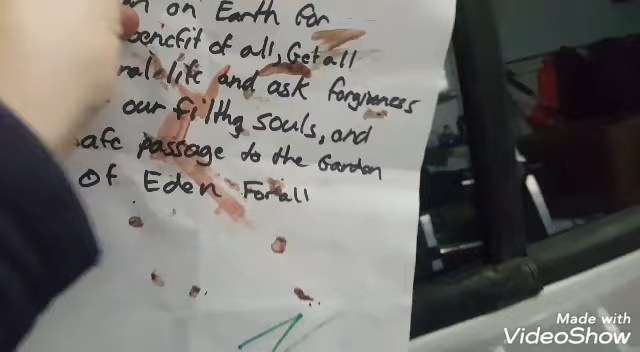 on Earth for
benefit of all, Get all
life and ask forgiveness
our filthy souls, and
passage to the Garden
of Eden For all
Made with
VideoShow